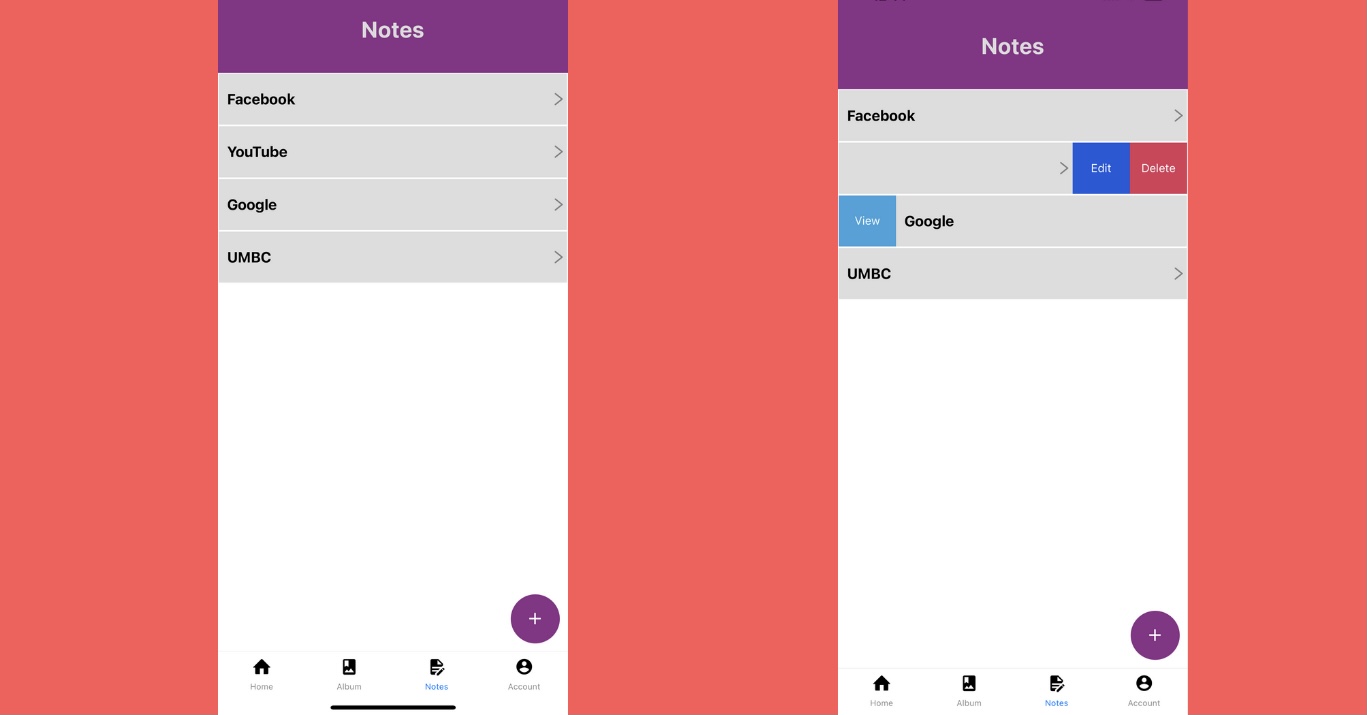 Notes
Facebook
YouTube
Google
UMBC
+
Home Album Notes Account
Notes
Facebook
Edit Delete
View Google
UMBC
+
Home Album Notes Account